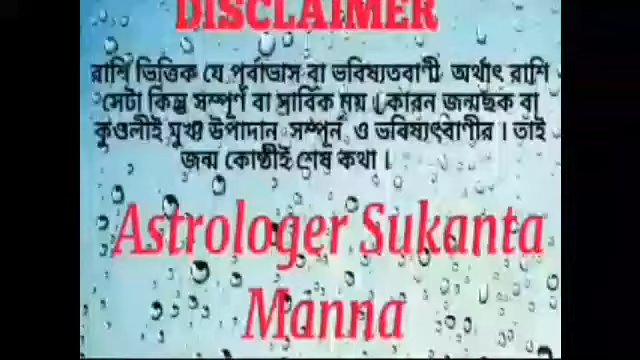 DISCLAIMER
রাশি ভিত্তিক যে পূর্বাভাস বা ভবিষ্যতবাণী অর্থাৎ রাশি
সেটা কিন্তু সম্পূর্ণ বা সার্বিক নয় । কারন জন্মছক বা
কুণ্ডলীই মুখ্য উপাদান সম্পূর্ন ও ভবিষ্যৎবাণীর । তাই
জন্ম কোষ্ঠীই শেষ কথা ।
Astrologer Sukanta
Manna